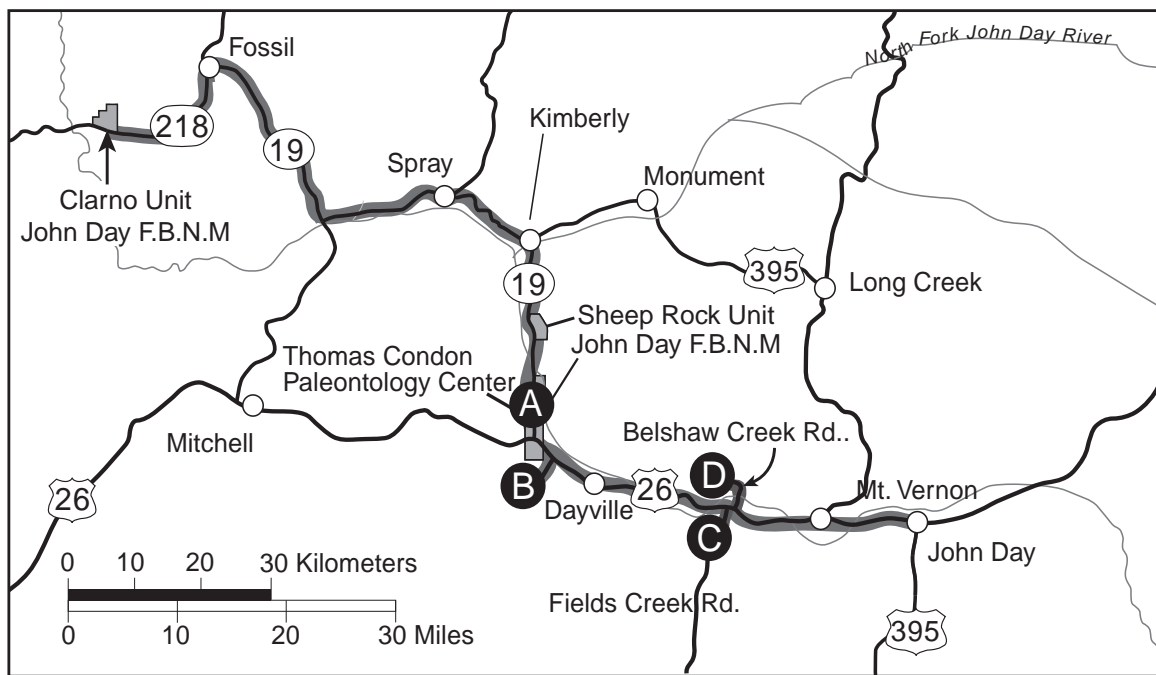 North Fork John Day River
Fossil
218
19
Kimberly
Spray
Monument
Clarno Unit
John Day F.B.N.M
395
19
Long Creek
Sheep Rock Unit
John Day F.B.N.M
Thomas Condon
Paleontology Center
A
Mitchell
Belshaw Creek Rd..
B
D
26
26
Mt. Vernon
Dayville
C
John Day
0 10 20 30 Kilometers
Fields Creek Rd.
0 10 20 30 Miles
395